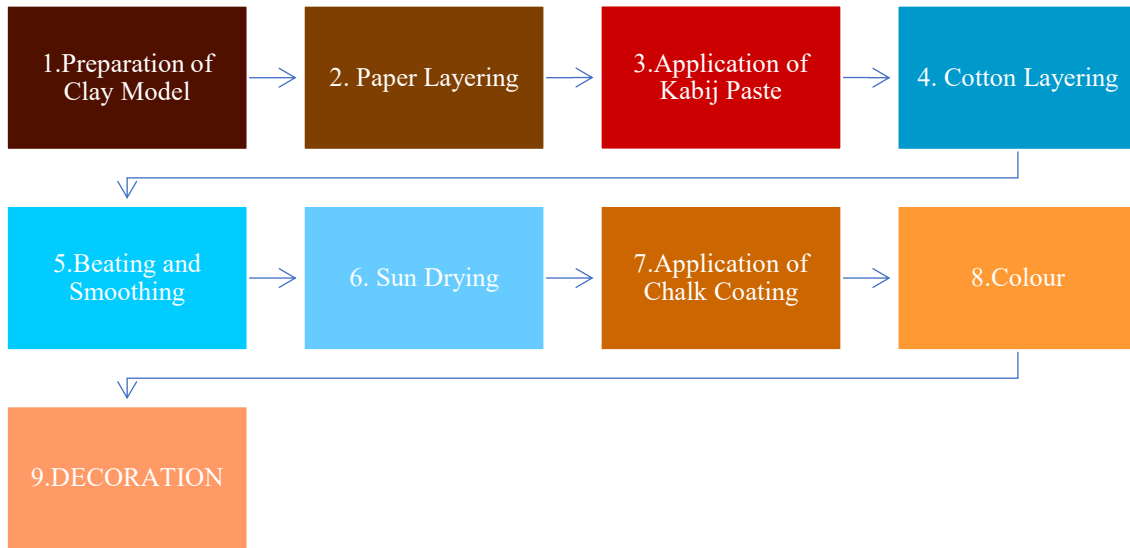 1.Preparation of
Clay Model
2. Paper Layering
3.Application of
Kabij Paste
4. Cotton Layering
5.Beating and
Smoothing
6. Sun Drying
7.Application of
Chalk Coating
8.Colour
9.DECORATION